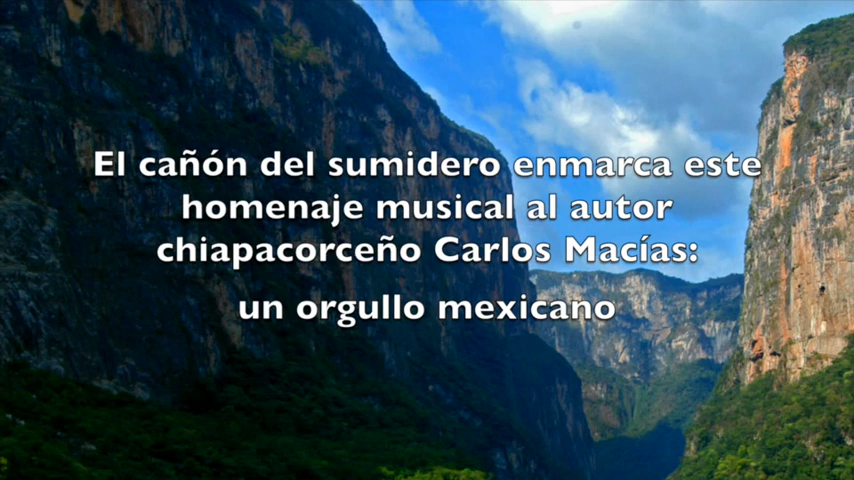 El cañón del sumidero enmarca este
homenaje musical al autor
chiapacorceño Carlos Macías:
un orgullo mexicano